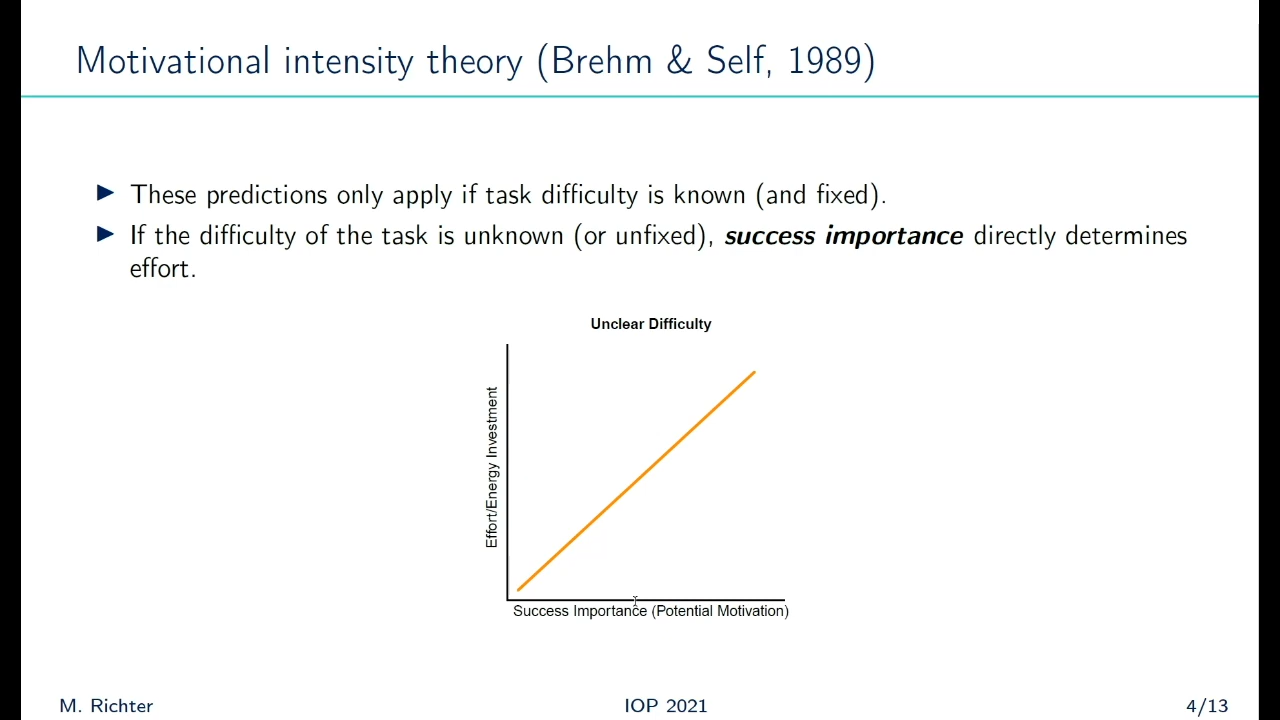 Motivational intensity theory (Brehm & Self, 1989)
These predictions only apply if task difficulty is known (and fixed).
If the difficulty of the task is unknown (or unfixed), success importance directly determines
effort.
Unclear Difficulty
Effort/Energy Investment
Success Importance (Potential Motivation)
M. Richter
IOP 2021
4/13